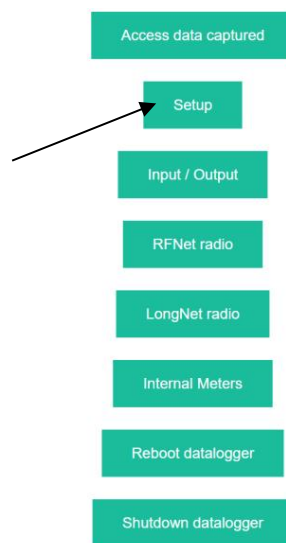 Access data captured
Setup
Input / Output
RFNet radio
LongNet radio
Internal Meters
Reboot datalogger
Shutdown datalogger